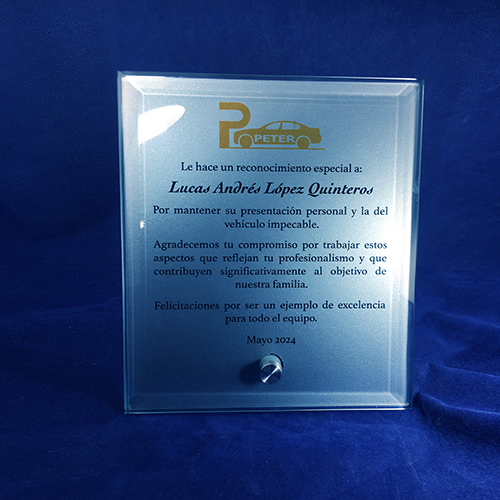 P PETER
Le hace un reconocimiento especial a:
Lucas Andrés López Quinteros
Por mantener su presentación personal y la del
vehículo impecable.
Agradecemos tu compromiso por trabajar estos
aspectos que reflejan tu profesionalismo y que
contribuyen significativamente al objetivo de
nuestra familia.
Felicitaciones por ser un ejemplo de excelencia
para todo el equipo.
Mayo 2024